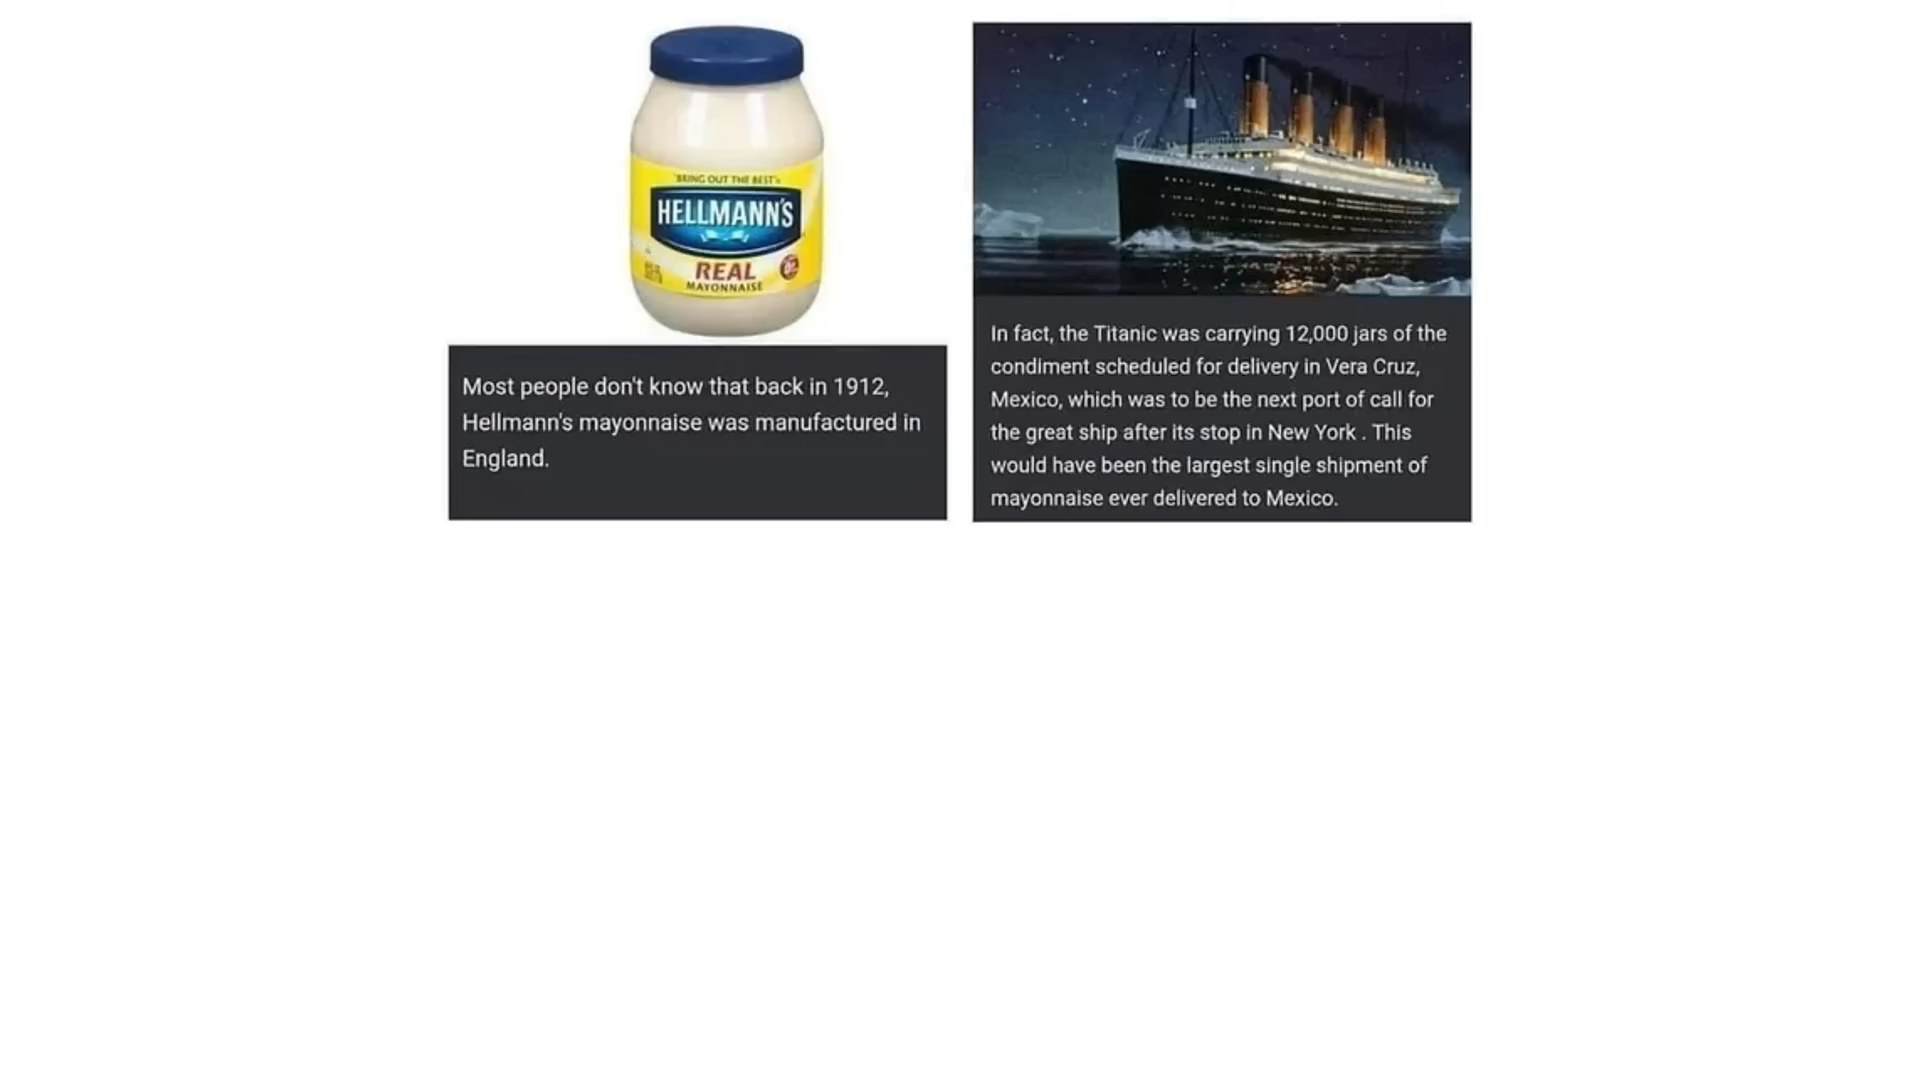 "BRING OUT THE BEST"
HELLMANN'S
REAL
MAYONNAISE
Most people don't know that back in 1912,
Hellmann's mayonnaise was manufactured in
England.
In fact, the Titanic was carrying 12,000 jars of the
condiment scheduled for delivery in Vera Cruz,
Mexico, which was to be the next port of call for
the great ship after its stop in New York . This
would have been the largest single shipment of
mayonnaise ever delivered to Mexico.